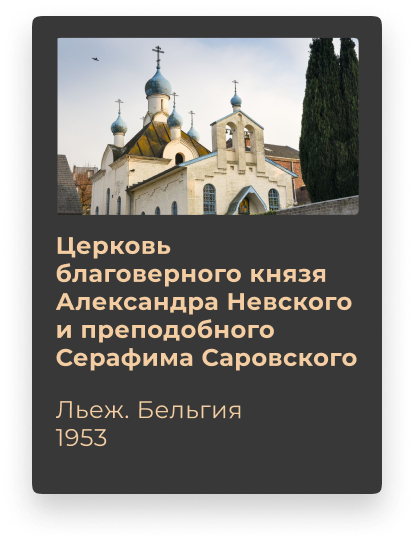 Церковь
благоверного князя
Александра Невского
и преподобного
Серафима Саровского
Льеж. Бельгия
1953